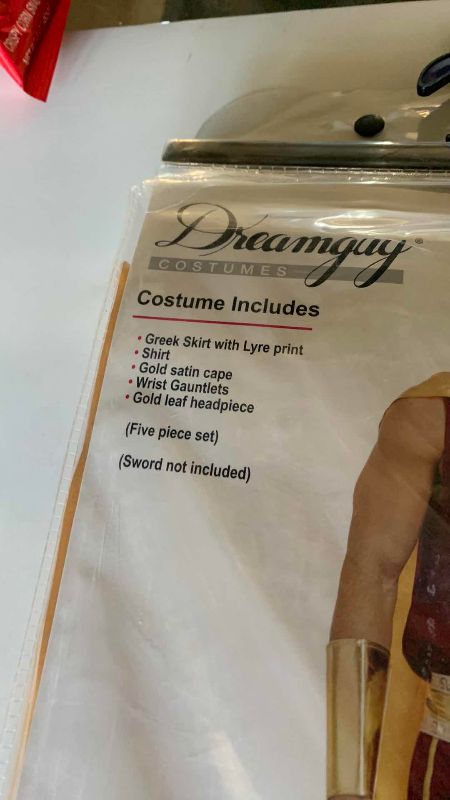 Dreamguy®
COSTUMES
Costume Includes
• Greek Skirt with Lyre print
• Shirt
• Gold satin cape
• Wrist Gauntlets
• Gold leaf headpiece
(Five piece set)
(Sword not included)